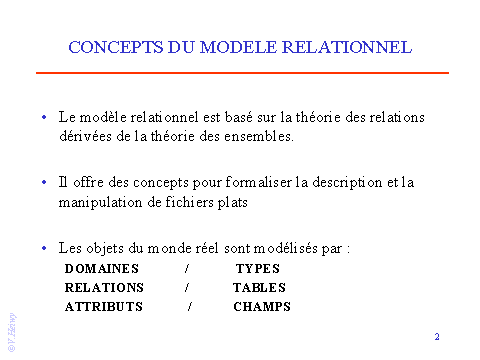 CONCEPTS DU MODELE RELATIONNEL
• Le modèle relationnel est basé sur la théorie des relations
dérivées de la théorie des ensembles.
• Il offre des concepts pour formaliser la description et la
manipulation de fichiers plats
• Les objets du monde réel sont modélisés par :
DOMAINES / TYPES
RELATIONS / TABLES
ATTRIBUTS / CHAMPS
2